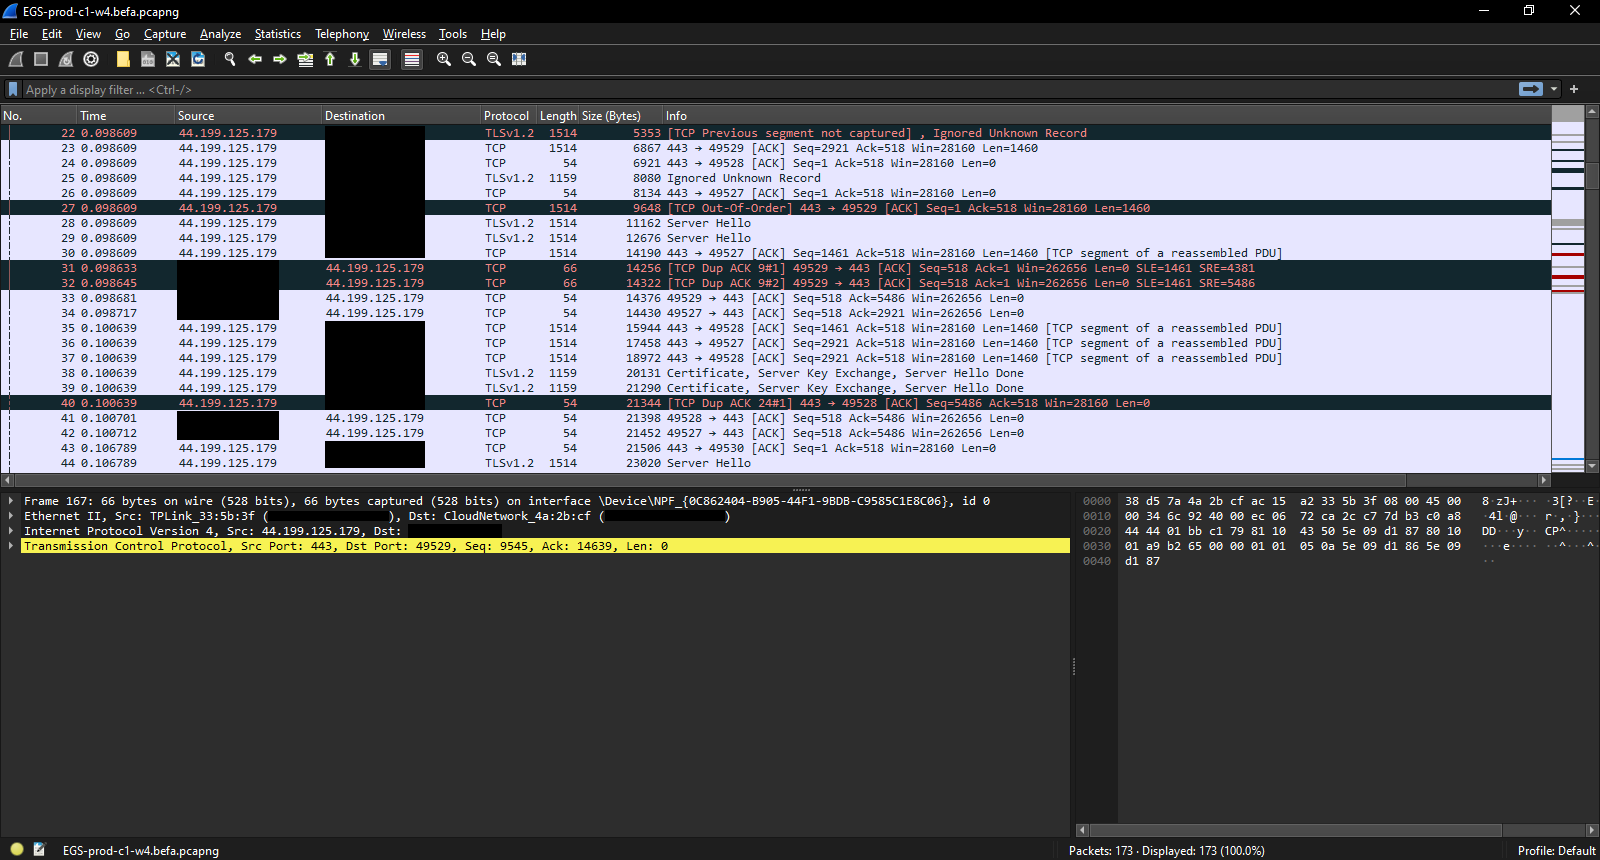 EGS-prod-c1-w4.befa.pcapng
File Edit View Go Capture Analyze Statistics Telephony Wireless Tools Help
Apply a display filter ... <Ctrl-/>
No. Time Source Destination Protocol Length Size (Bytes) Info
22 0.098609 44.199.125.179 TLSv1.2 1514 5353 [TCP Previous segment not captured] , Ignored Unknown Record
23 0.098609 44.199.125.179 TCP 1514 6867 443 → 49529 [ACK] Seq=2921 Ack=518 Win=28160 Len=1460
24 0.098609 44.199.125.179 TCP 54 6921 443 → 49528 [ACK] Seq=1 Ack=518 Win=28160 Len=0
25 0.098609 44.199.125.179 TLSv1.2 1159 8080 Ignored Unknown Record
26 0.098609 44.199.125.179 TCP 54 8134 443 → 49527 [ACK] Seq=1 Ack=518 Win=28160 Len=0
27 0.098609 44.199.125.179 TCP 1514 9648 [TCP Out-Of-Order] 443 → 49529 [ACK] Seq=1 Ack=518 Win=28160 Len=1460
28 0.098609 44.199.125.179 TLSv1.2 1514 11162 Server Hello
29 0.098609 44.199.125.179 TLSv1.2 1514 12676 Server Hello
30 0.098609 44.199.125.179 TCP 1514 14190 443 → 49527 [ACK] Seq=1461 Ack=518 Win=28160 Len=1460 [TCP segment of a reassembled PDU]
31 0.098633 44.199.125.179 TCP 66 14256 [TCP Dup ACK 9#1] 49529 → 443 [ACK] Seq=518 Ack=1 Win=262656 Len=0 SLE=1461 SRE=4381
32 0.098645 44.199.125.179 TCP 66 14322 [TCP Dup ACK 9#2] 49529 → 443 [ACK] Seq=518 Ack=1 Win=262656 Len=0 SLE=1461 SRE=5486
33 0.098681 44.199.125.179 TCP 54 14376 49529 → 443 [ACK] Seq=518 Ack=5486 Win=262656 Len=0
34 0.098717 44.199.125.179 TCP 54 14430 49527 → 443 [ACK] Seq=518 Ack=2921 Win=262656 Len=0
35 0.100639 44.199.125.179 TCP 1514 15944 443 → 49528 [ACK] Seq=1461 Ack=518 Win=28160 Len=1460 [TCP segment of a reassembled PDU]
36 0.100639 44.199.125.179 TCP 1514 17458 443 → 49527 [ACK] Seq=2921 Ack=518 Win=28160 Len=1460 [TCP segment of a reassembled PDU]
37 0.100639 44.199.125.179 TCP 1514 18972 443 → 49528 [ACK] Seq=2921 Ack=518 Win=28160 Len=1460 [TCP segment of a reassembled PDU]
38 0.100639 44.199.125.179 TLSv1.2 1159 20131 Certificate, Server Key Exchange, Server Hello Done
39 0.100639 44.199.125.179 TLSv1.2 1159 21290 Certificate, Server Key Exchange, Server Hello Done
40 0.100639 44.199.125.179 TCP 54 21344 [TCP Dup ACK 24#1] 443 → 49528 [ACK] Seq=5486 Ack=518 Win=28160 Len=0
41 0.100701 44.199.125.179 TCP 54 21398 49528 → 443 [ACK] Seq=518 Ack=5486 Win=262656 Len=0
42 0.100712 44.199.125.179 TCP 54 21452 49527 → 443 [ACK] Seq=518 Ack=5486 Win=262656 Len=0
43 0.106789 44.199.125.179 TCP 54 21506 443 → 49530 [ACK] Seq=1 Ack=518 Win=28160 Len=0
44 0.106789 44.199.125.179 TLSv1.2 1514 23020 Server Hello
Frame 167: 66 bytes on wire (528 bits), 66 bytes captured (528 bits) on interface \Device\NPF_{0C862404-B905-44F1-9BDB-C9585C1E8C06}, id 0
Ethernet II, Src: TPLink_33:5b:3f ( ), Dst: CloudNetwork_4a:2b:cf ( )
Internet Protocol Version 4, Src: 44.199.125.179, Dst:
Transmission Control Protocol, Src Port: 443, Dst Port: 49529, Seq: 9545, Ack: 14639, Len: 0
0000 38 d5 7a 4a 2b cf ac 15 a2 33 5b 3f 08 00 45 00 8·zJ+··· ·3[?··E·
0010 00 34 6c 92 40 00 ec 06 72 ca 2c c7 7d b3 c0 a8 ·4l·@··· r·,·}···
0020 44 44 01 bb c1 79 81 10 43 50 5e 09 d1 87 80 10 DD···y·· CP^·····
0030 01 a9 b2 65 00 00 01 01 05 0a 5e 09 d1 86 5e 09 ···e···· ··^···^·
0040 d1 87 ··
EGS-prod-c1-w4.befa.pcapng Packets: 173 · Displayed: 173 (100.0%) Profile: Default